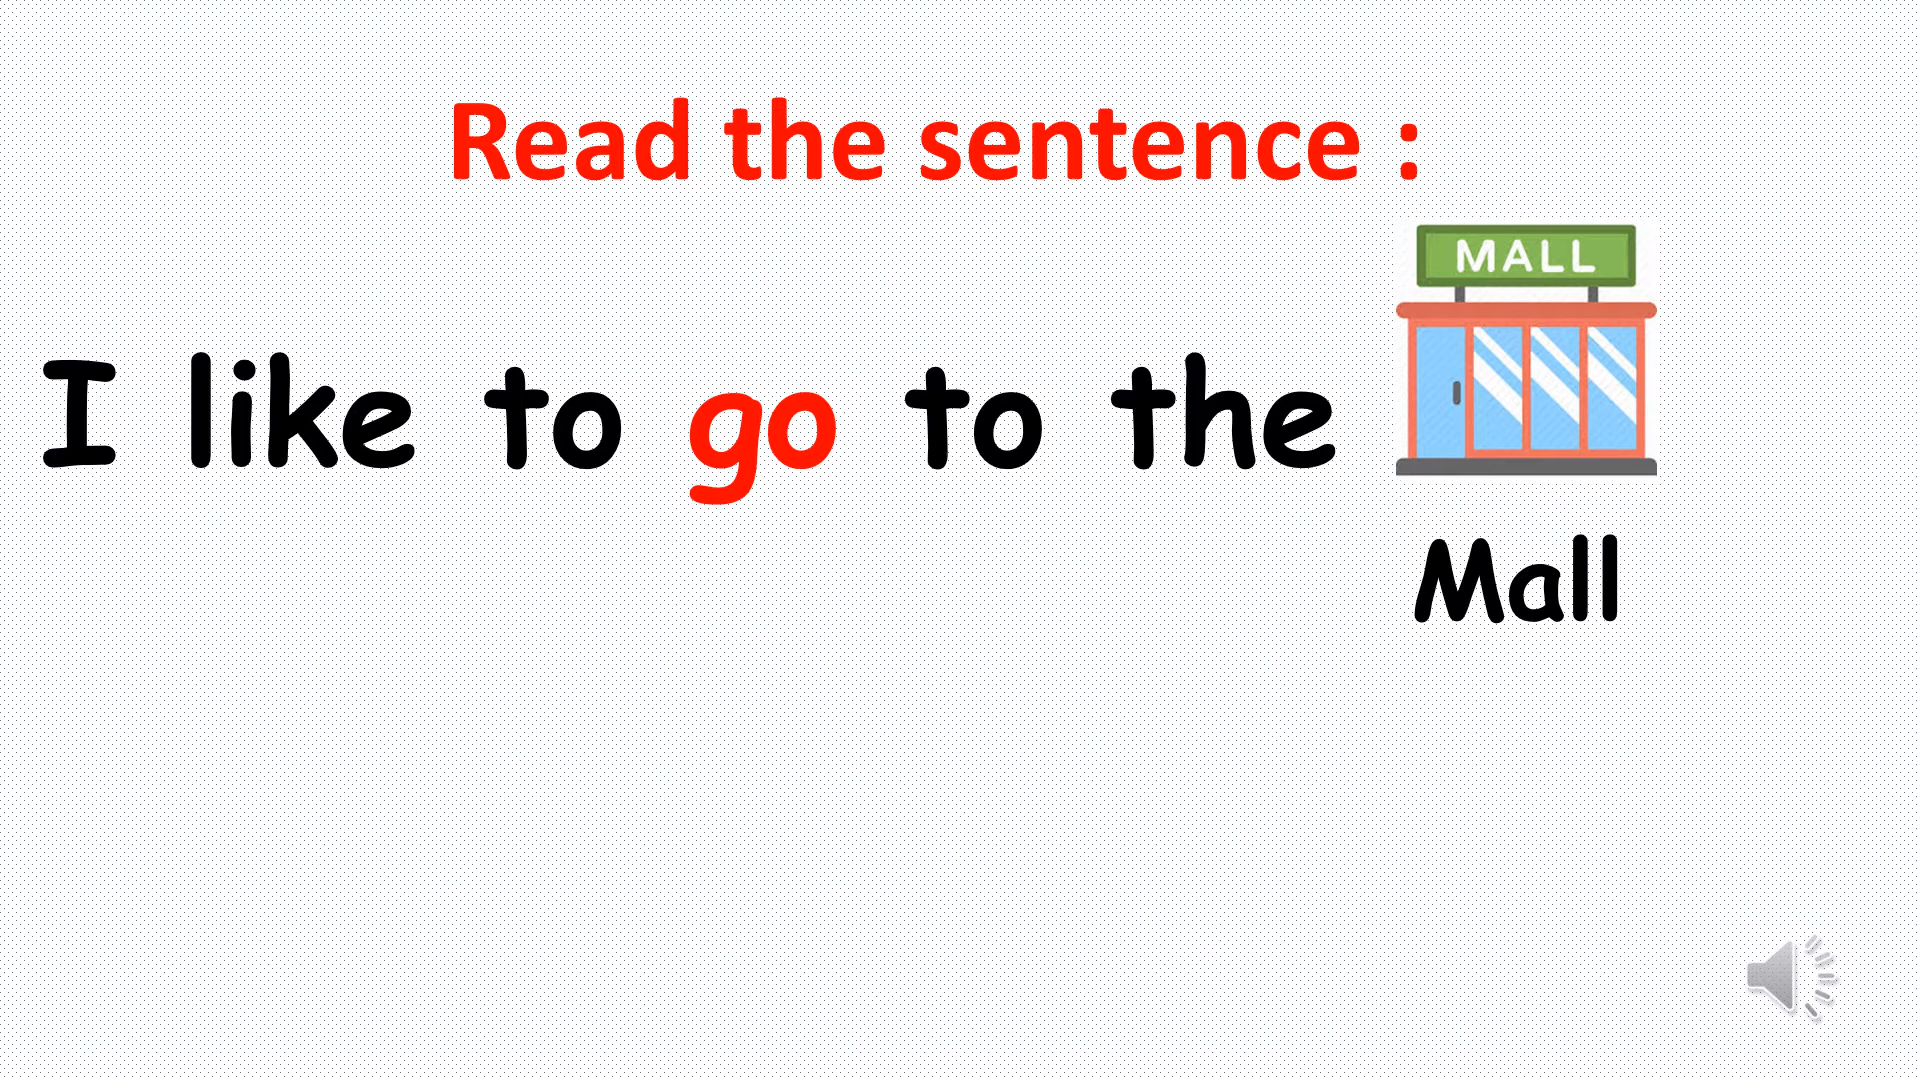 Read the sentence :
MALL
I like to go to the
Mall